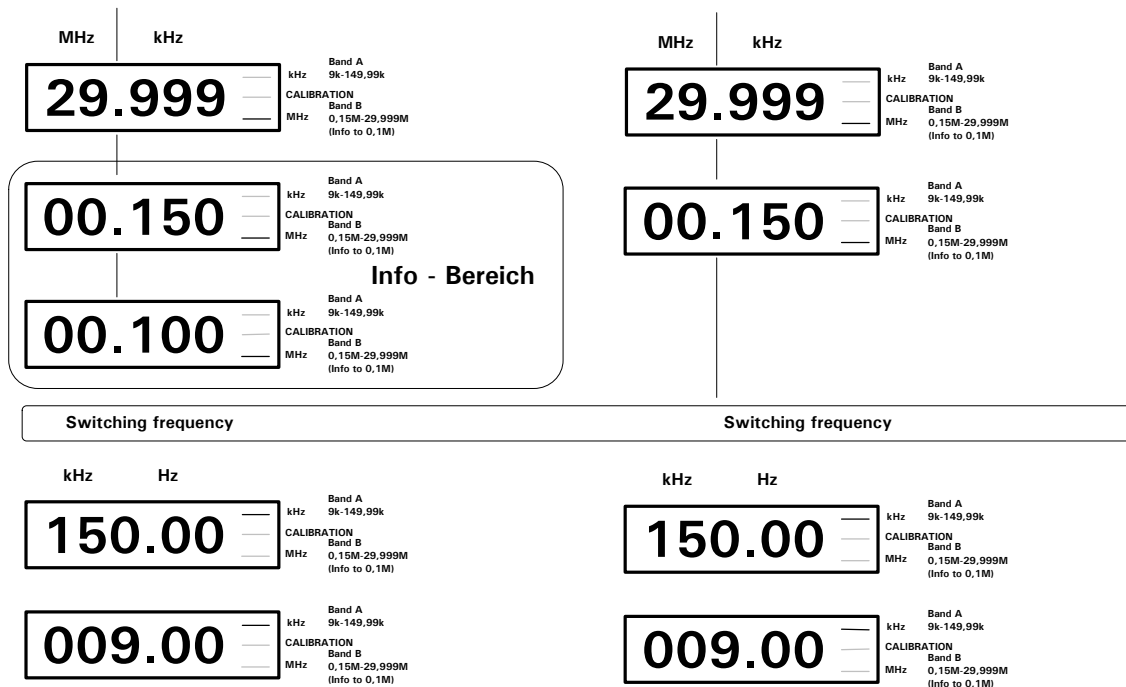 MHz kHz
29.999
Band A
kHz 9k-149,99k
CALIBRATION
Band B
MHz 0,15M-29,999M
(Info to 0,1M)
00.150
Band A
kHz 9k-149,99k
CALIBRATION
Band B
MHz 0,15M-29,999M
(Info to 0,1M)
Info - Bereich
00.100
Band A
kHz 9k-149,99k
CALIBRATION
Band B
MHz 0,15M-29,999M
(Info to 0,1M)
MHz kHz
29.999
Band A
kHz 9k-149,99k
CALIBRATION
Band B
MHz 0,15M-29,999M
(Info to 0,1M)
00.150
Band A
kHz 9k-149,99k
CALIBRATION
Band B
MHz 0,15M-29,999M
(Info to 0,1M)
Switching frequency
Switching frequency
kHz Hz
150.00
Band A
kHz 9k-149,99k
CALIBRATION
Band B
MHz 0,15M-29,999M
(Info to 0,1M)
009.00
Band A
kHz 9k-149,99k
CALIBRATION
Band B
MHz 0,15M-29,999M
(Info to 0,1M)
kHz Hz
150.00
Band A
kHz 9k-149,99k
CALIBRATION
Band B
MHz 0,15M-29,999M
(Info to 0,1M)
009.00
Band A
kHz 9k-149,99k
CALIBRATION
Band B
MHz 0,15M-29,999M
(Info to 0,1M)